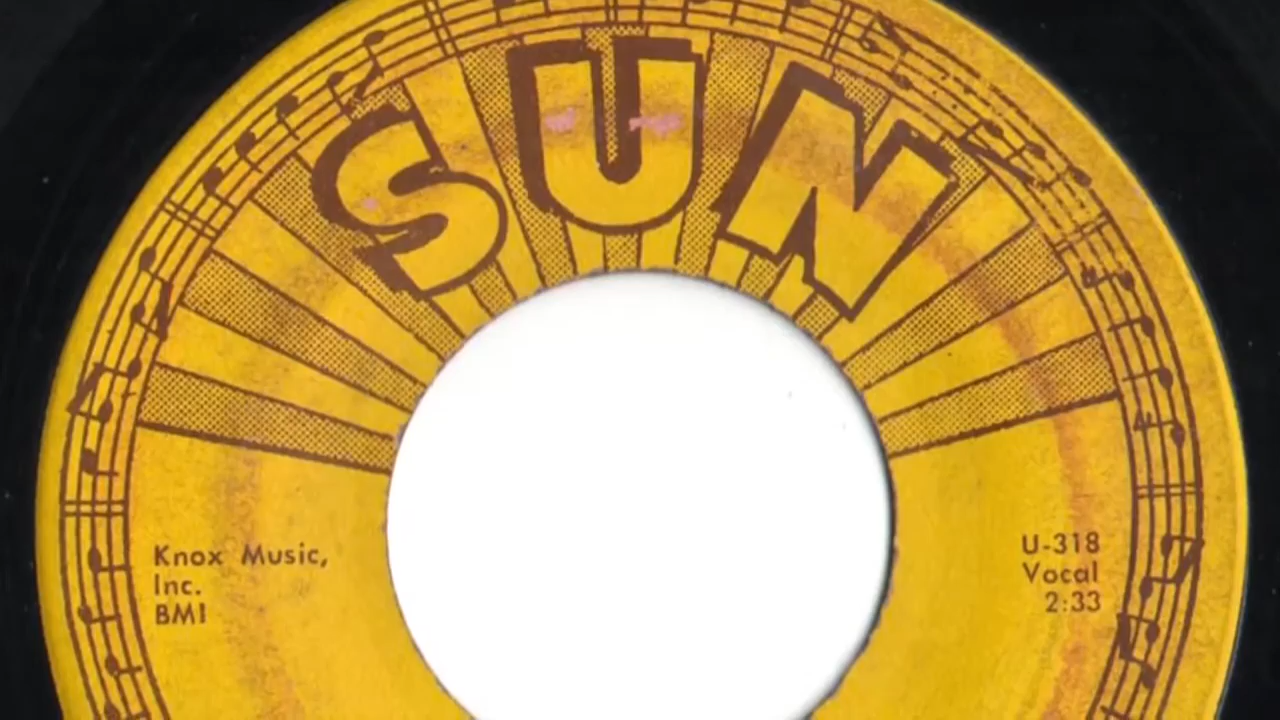 SUN
Knox Music,
Inc.
BMI
U-318
Vocal
2:33